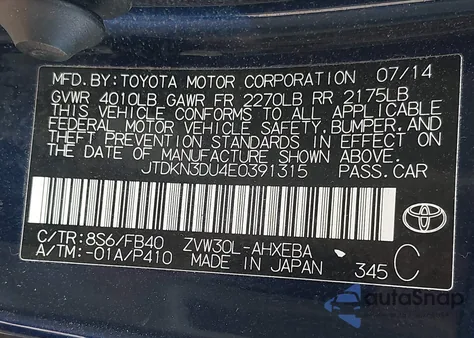 MFD.BY:TOYOTA MOTOR CORPORATION 07/14
GVWR 4010LB GAWR FR 2270LB RR 2175LB
THIS VEHICLE CONFORMS TO ALL APPLICABLE
FEDERAL MOTOR VEHICLE SAFETY,BUMPER,AND
THEFT PREVENTION STANDARDS IN EFFECT ON
THE DATE OF MANUFACTURE SHOWN ABOVE.
JTDKN3DU4E0391315 PASS.CAR
C/TR:8S6/FB40 ZVW30L-AHXEBA
A/TM:-01A/P410 MADE IN JAPAN 345 C
TOYOTA
autoSnap